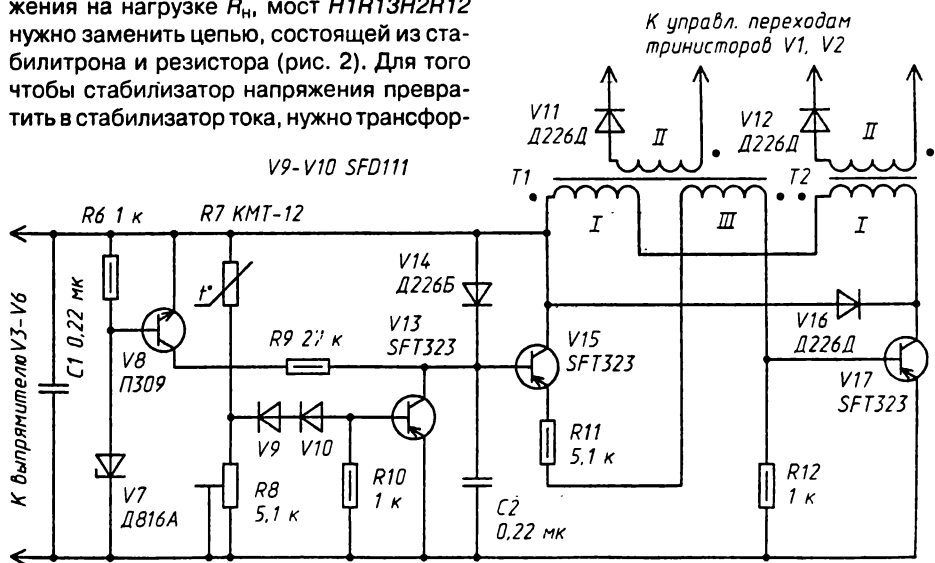 жения на нагрузке Rн, мост H1R13H2R12
нужно заменить цепью, состоящей из ста-
билитрона и резистора (рис. 2). Для того
чтобы стабилизатор напряжения превра-
тить в стабилизатор тока, нужно трансфор-
К управл. переходам
тринисторов V1, V2
V11
Д226Д
II
V12
Д226Д
II
V9-V10 SFD111
T1
T2
I
III
I
R6 1 к
R7 КМТ-12
t°
V14
Д226Б
C1 0,22 мк
К выпрямителю V3-V6
V8
П309
R9 27 к
V13
SFT323
V15
SFT323
V16
Д226Д
V17
SFT323
V9
V10
V7
Д816А
R8
5,1 к
R10
1 к
C2
0,22 мк
R11
5,1 к
R12
1 к